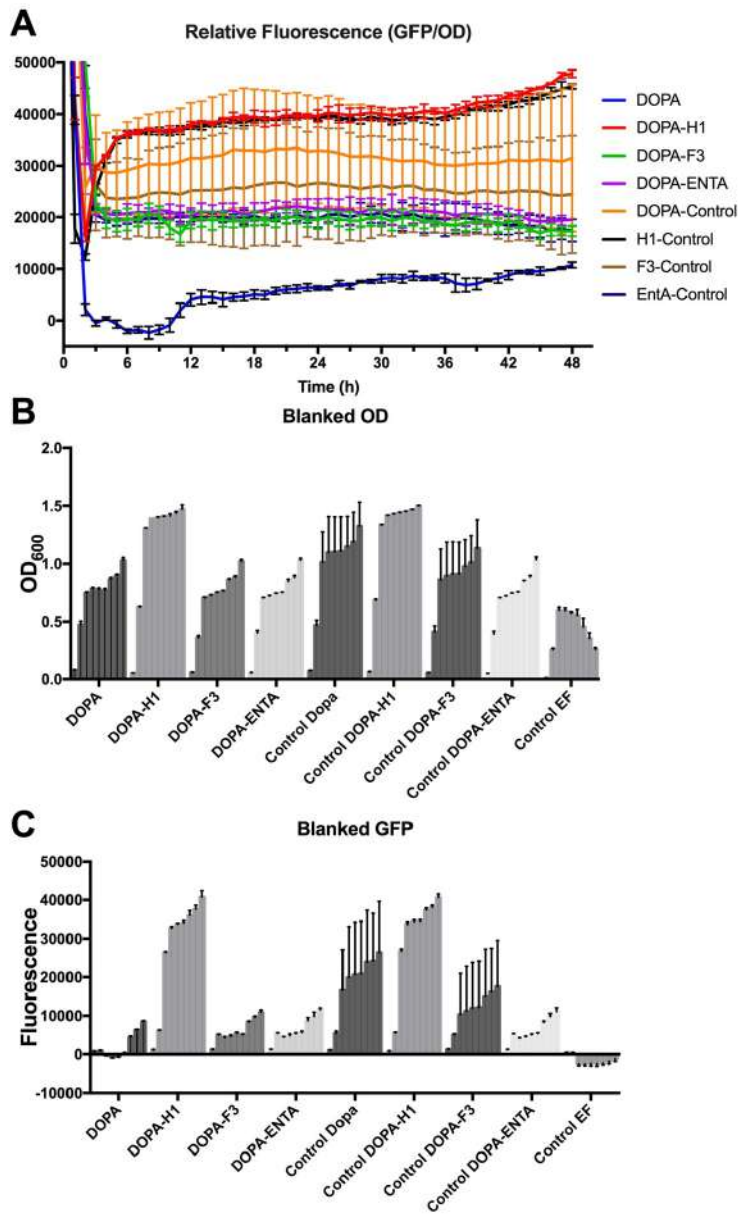 A
Relative Fluorescence (GFP/OD)
50000
40000
30000
20000
10000
0
0 6 12 18 24 30 36 42 48
Time (h)
DOPA
DOPA-H1
DOPA-F3
DOPA-ENTA
DOPA-Control
H1-Control
F3-Control
EntA-Control
B
Blanked OD
OD600
2.0
1.5
1.0
0.5
0.0
DOPA
DOPA-H1
DOPA-F3
DOPA-ENTA
Control Dopa
Control DOPA-H1
Control DOPA-F3
Control DOPA-ENTA
Control EF
C
Blanked GFP
Fluorescence
50000
40000
30000
20000
10000
0
-10000
DOPA
DOPA-H1
DOPA-F3
DOPA-ENTA
Control Dopa
Control DOPA-H1
Control DOPA-F3
Control DOPA-ENTA
Control EF